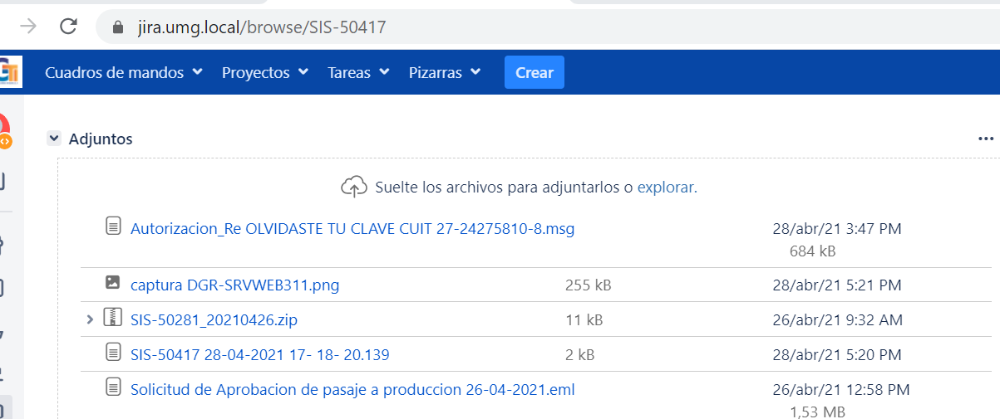 jira.umg.local/browse/SIS-50417
Cuadros de mandos Proyectos Tareas Pizarras Crear
Adjuntos
Suelte los archivos para adjuntarlos o explorar.
Autorizacion_Re OLVIDASTE TU CLAVE CUIT 27-24275810-8.msg 28/abr/21 3:47 PM
684 kB
captura DGR-SRVWEB311.png 255 kB 28/abr/21 5:21 PM
SIS-50281_20210426.zip 11 kB 26/abr/21 9:32 AM
SIS-50417 28-04-2021 17- 18- 20.139 2 kB 28/abr/21 5:20 PM
Solicitud de Aprobacion de pasaje a produccion 26-04-2021.eml 26/abr/21 12:58 PM
1,53 MB